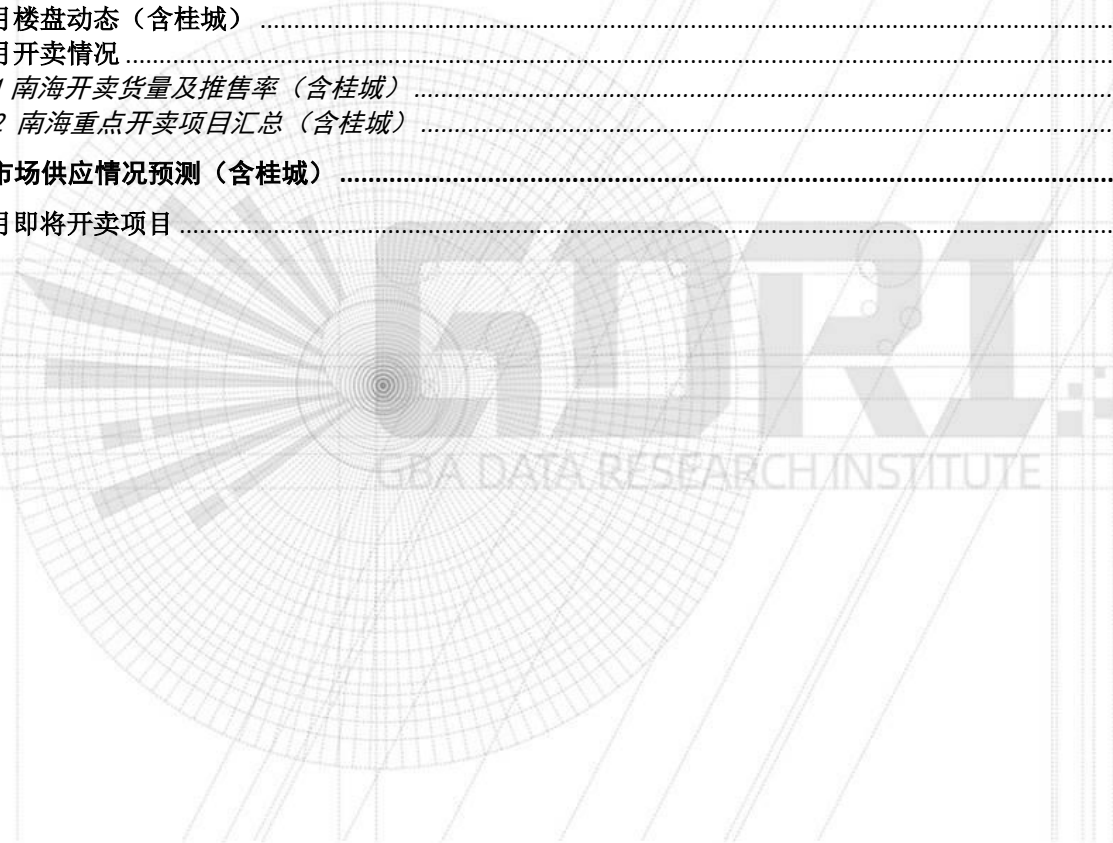 月楼盘动态（含桂城）........................................
月开卖情况........................................
1 南海开卖货量及推售率（含桂城）........................................
2 南海重点开卖项目汇总（含桂城）........................................
市场供应情况预测（含桂城）........................................
月即将开卖项目........................................
GDRI
GBA DATA RESEARCH INSTITUTE